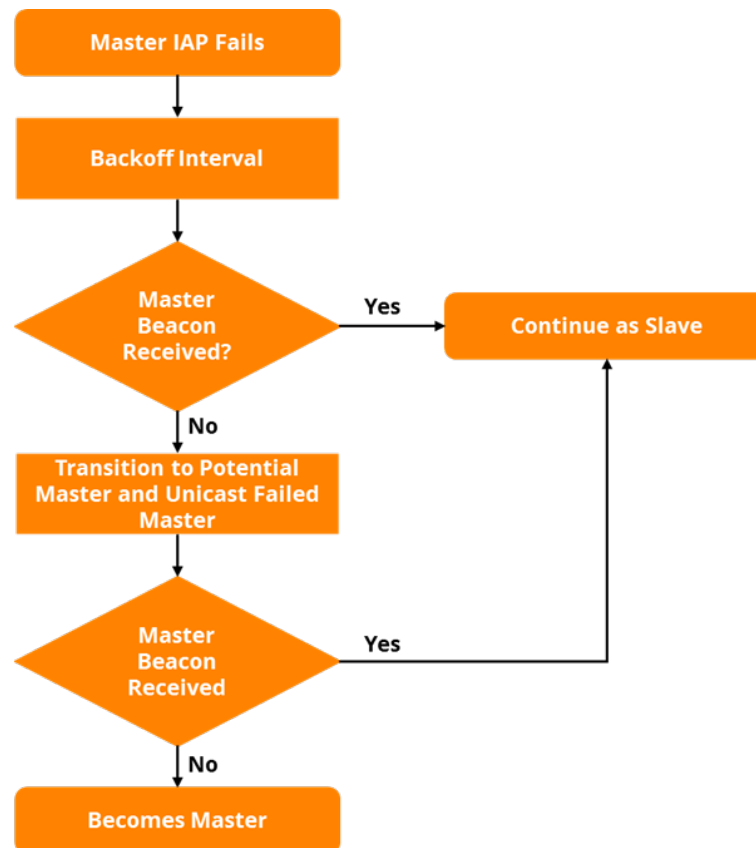 Master IAP Fails
Backoff Interval
Master
Beacon
Received?
Yes
Continue as Slave
No
Transition to Potential
Master and Unicast Failed
Master
Master
Beacon
Received
Yes
No
Becomes Master